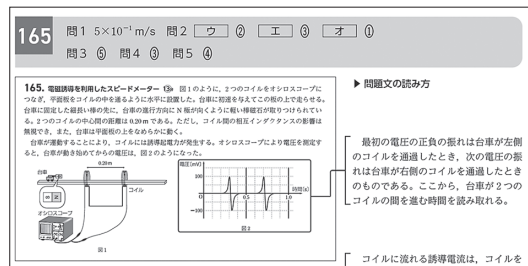 165
問1 5×10⁻¹m/s 問2 ウ ② エ ③ オ ①
問3 ⑤ 問4 ③ 問5 ④
165. 電磁誘導を利用したスピードメーター 図1のように，2つのコイルをオシロスコープに
つなぎ，平面板をコイルの中を通るように水平に設置した。台車に初速を与えてこの板の上で走らせる。
台車に固定した細長い棒の先に，台車の進行方向にN極が向くように軽い棒磁石が取りつけられてい
る。2つのコイルの中心間の距離は0.20mである。ただし，コイル間の相互インダクタンスの影響は
無視でき，また，台車は平面板の上をなめらかに動く。
台車が運動することにより，コイルには誘導起電力が発生する。オシロスコープにより電圧を測定す
ると，台車が動き始めてからの電圧は，図2のようになった。
0.20m
台車
コイル
オシロスコープ
図1
電圧[mV]
100
0
-100
0.5
1.0
時間[s]
図2
▶ 問題文の読み方
最初の電圧の正負の振れは台車が左側
のコイルを通過したとき，次の電圧の振
れは台車が右側のコイルを通過したとき
のものである。ここから，台車が2つの
コイルの間を進む時間を読み取れる。
コイルに流れる誘導電流は，コイルを